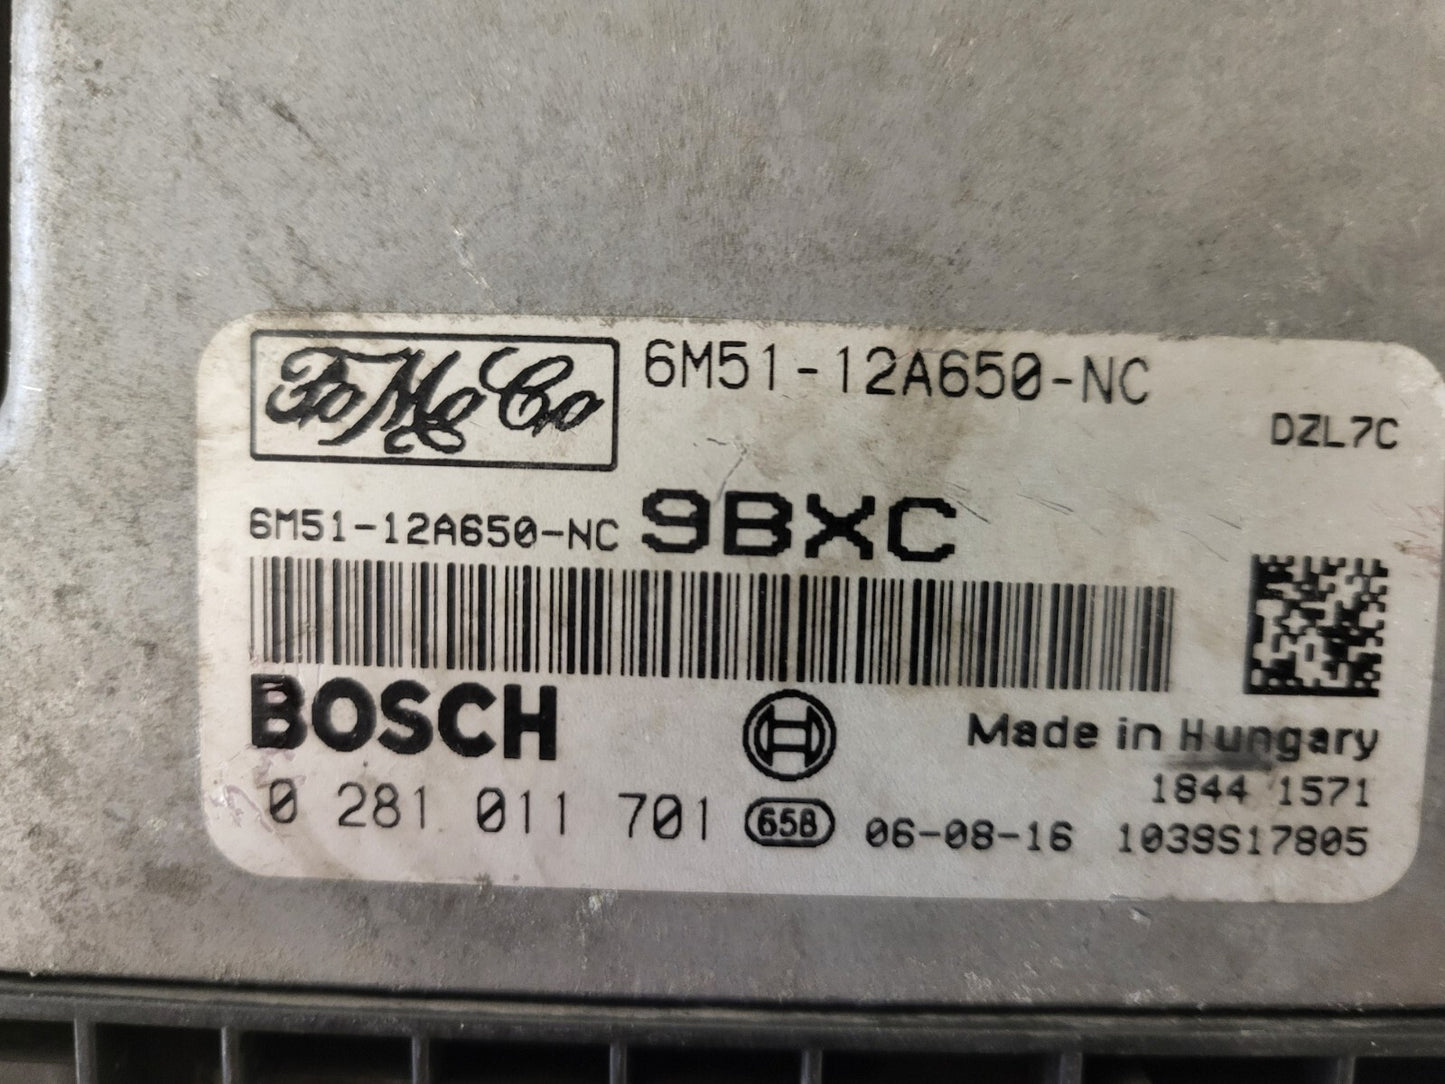 FoMoCo 6M51-12A650-NC
DZL7C
6M51-12A650-NC 9BXC
BOSCH
Made in Hungary
1844 1571
0 281 011 701 658 06-08-16 1039S17805